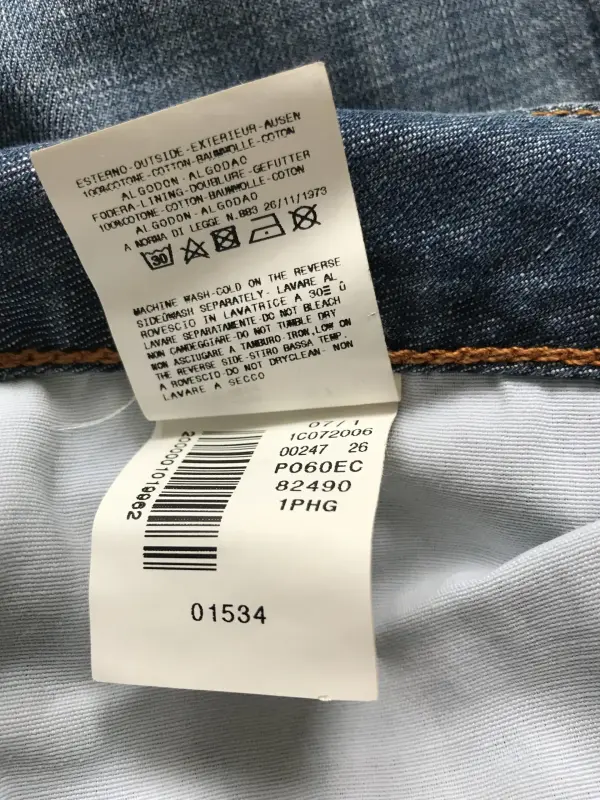 ESTERNO-OUTSIDE-EXTERIEUR-AUSEN
100%COTONE-COTTON-BAUMWOLLE-COTON
ALGODON-ALGODAO
FODERA-LINING-DOUBLURE-GEFUTTER
100%COTONE-COTTON-BAUMWOLLE-COTON
ALGODON-ALGODAO
A NORMA DI LEGGE N.883 26/11/1973
30
MACHINE WASH-COLD ON THE REVERSE
SIDEÛWASH SEPARATELY- LAVARE AL
ROVESCIO IN LAVATRICE A 30Ξ Û
LAVARE SEPARATAMENTE-DO NOT BLEACH
NON CANDEGGIARE-DO NOT TUMBLE DRY
NON ASCIUGARE A TAMBURO-IRON,LOW ON
THE REVERSE SIDE-STIRO BASSA TEMP.
A ROVESCIO-DO NOT DRYCLEAN- NON
LAVARE A SECCO
07/1
1C072006
00247 26
P060EC
82490
1PHG
2000001019962
01534